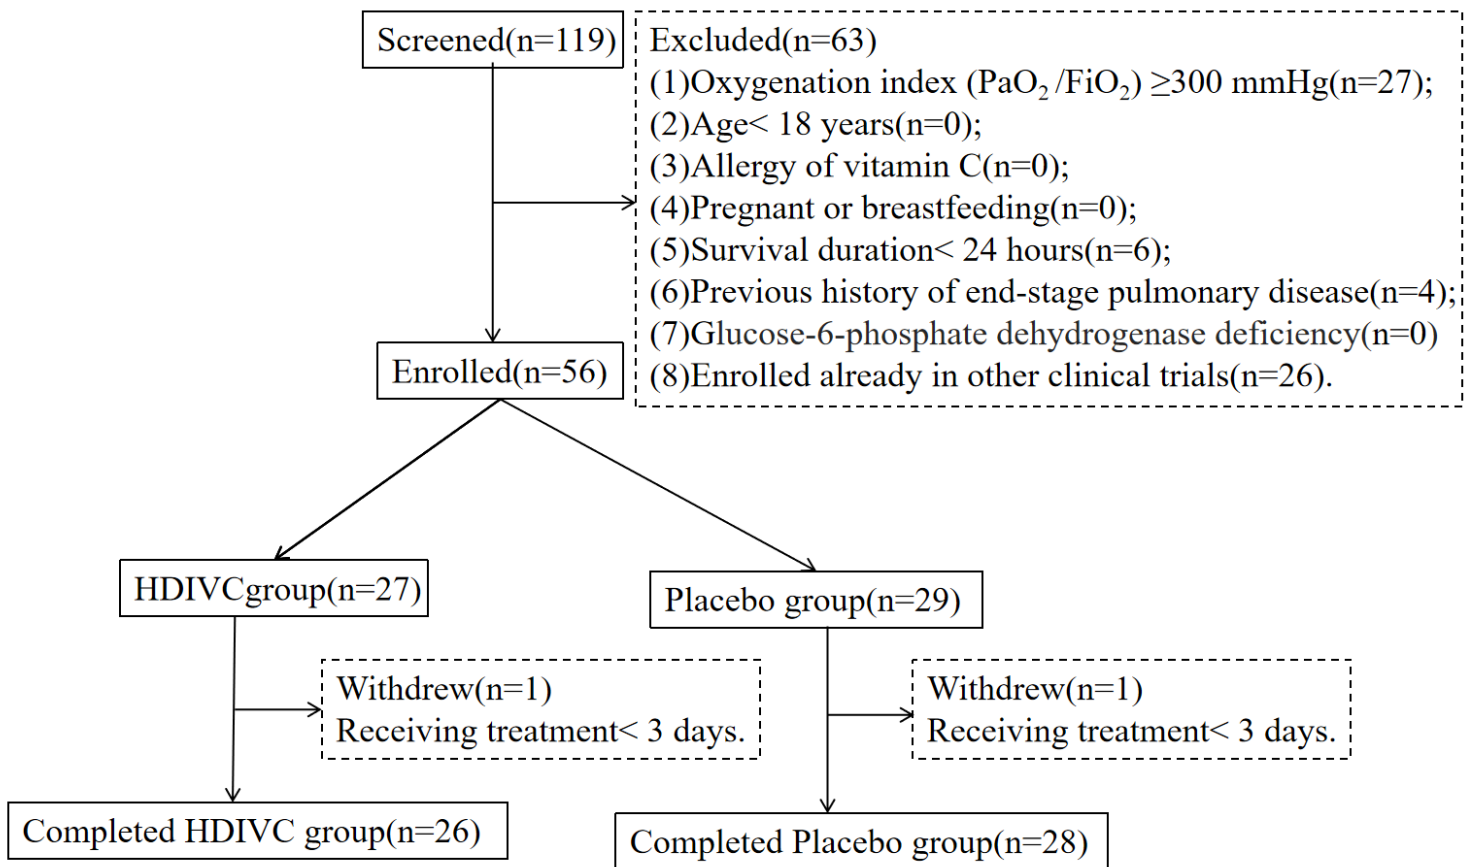 Screened(n=119)
Excluded(n=63)
(1)Oxygenation index (PaO₂ /FiO₂) ≥300 mmHg(n=27);
(2)Age< 18 years(n=0);
(3)Allergy of vitamin C(n=0);
(4)Pregnant or breastfeeding(n=0);
(5)Survival duration< 24 hours(n=6);
(6)Previous history of end-stage pulmonary disease(n=4);
(7)Glucose-6-phosphate dehydrogenase deficiency(n=0)
(8)Enrolled already in other clinical trials(n=26).
Enrolled(n=56)
HDIVCgroup(n=27)
Placebo group(n=29)
Withdrew(n=1)
Receiving treatment< 3 days.
Withdrew(n=1)
Receiving treatment< 3 days.
Completed HDIVC group(n=26)
Completed Placebo group(n=28)